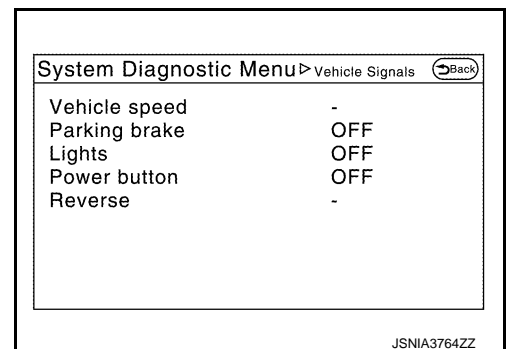 System Diagnostic Menu ▷ Vehicle Signals Back
Vehicle speed -
Parking brake OFF
Lights OFF
Power button OFF
Reverse -
JSNIA3764ZZ